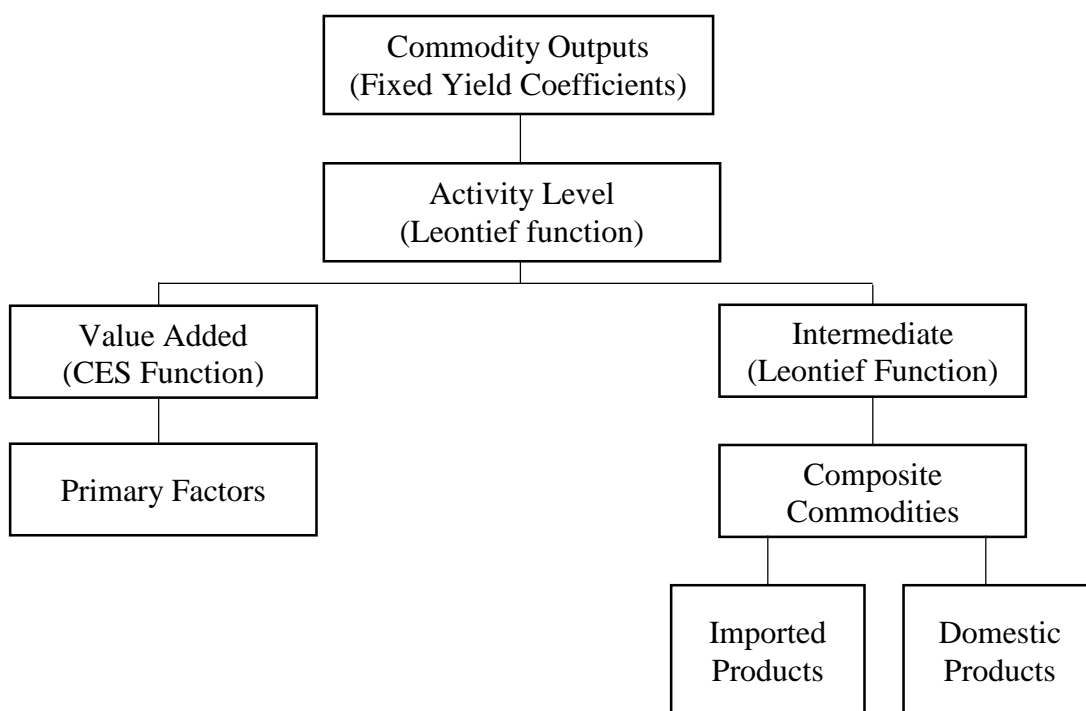 Commodity Outputs
(Fixed Yield Coefficients)
Activity Level
(Leontief function)
Value Added
(CES Function)
Intermediate
(Leontief Function)
Primary Factors
Composite
Commodities
Imported
Products
Domestic
Products